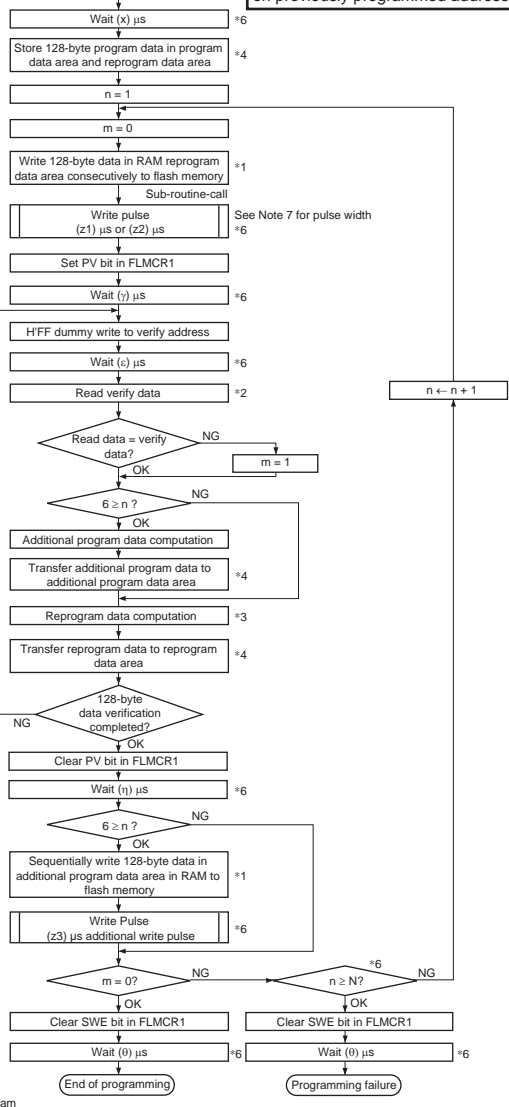 on previously programmed address
Wait (x) μs
*6
Store 128-byte program data in program
data area and reprogram data area
*4
n = 1
m = 0
Write 128-byte data in RAM reprogram
data area consecutively to flash memory
*1
Sub-routine-call
Write pulse
(z1) μs or (z2) μs
See Note 7 for pulse width
*6
Set PV bit in FLMCR1
Wait (γ) μs
*6
H'FF dummy write to verify address
Wait (ε) μs
*6
Read verify data
*2
n ← n + 1
Read data = verify
data?
NG
m = 1
OK
6 ≥ n ?
NG
OK
Additional program data computation
Transfer additional program data to
additional program data area
*4
Reprogram data computation
*3
Transfer reprogram data to reprogram
data area
*4
128-byte
data verification
completed?
NG
OK
Clear PV bit in FLMCR1
Wait (η) μs
*6
6 ≥ n ?
NG
OK
Sequentially write 128-byte data in
additional program data area in RAM to
flash memory
*1
Write Pulse
(z3) μs additional write pulse
*6
m = 0?
NG
*6
n ≥ N?
NG
OK
OK
Clear SWE bit in FLMCR1
Clear SWE bit in FLMCR1
Wait (θ) μs
*6
Wait (θ) μs
*6
End of programming
Programming failure
am